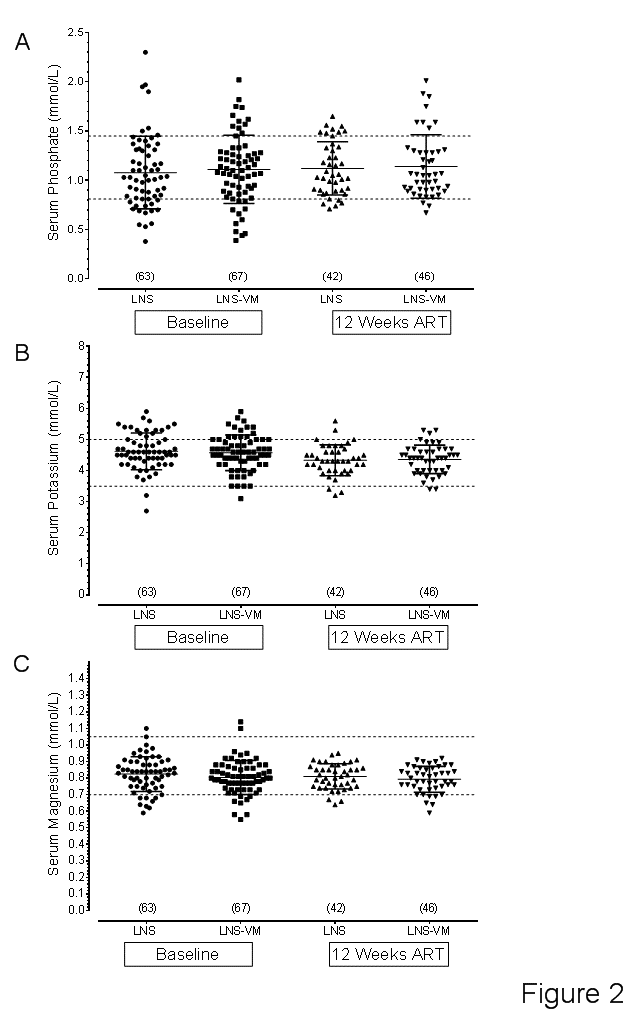 A
Serum Phosphate (mmol/L)
2.5
2.0
1.5
1.0
0.5
0.0
(63) (67) (42) (46)
LNS LNS-VM LNS LNS-VM
Baseline 12 Weeks ART
B
Serum Potassium (mmol/L)
8
7
6
5
4
3
2
1
0
(63) (67) (42) (46)
LNS LNS-VM LNS LNS-VM
Baseline 12 Weeks ART
C
Serum Magnesium (mmol/L)
1.4
1.3
1.2
1.1
1.0
0.9
0.8
0.7
0.6
0.5
0.4
0.3
0.2
0.1
0.0
(63) (67) (42) (46)
LNS LNS-VM LNS LNS-VM
Baseline 12 Weeks ART
Figure 2